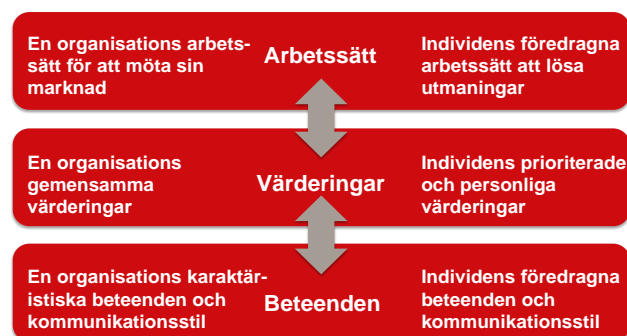 En organisations arbets-
sätt för att möta sin
marknad
Arbetssätt
Individens föredragna
arbetssätt att lösa
utmaningar
En organisations
gemensamma
värderingar
Värderingar
Individens prioriterade
och personliga
värderingar
En organisations karaktär-
istiska beteenden och
kommunikationsstil
Beteenden
Individens föredragna
beteenden och
kommunikationsstil